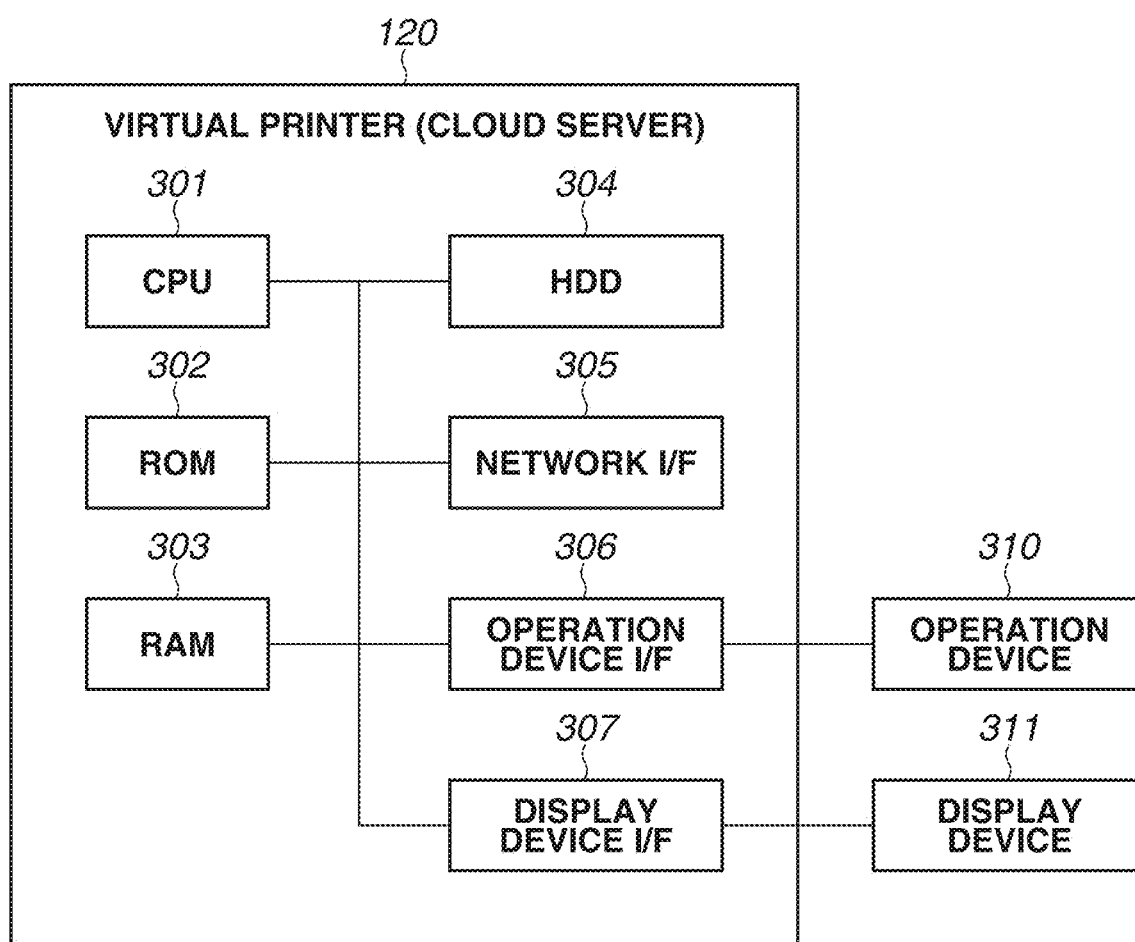 120
VIRTUAL PRINTER (CLOUD SERVER)
301
304
CPU
HDD
302
305
ROM
NETWORK I/F
303
306
310
RAM
OPERATION
DEVICE I/F
OPERATION
DEVICE
307
311
DISPLAY
DEVICE I/F
DISPLAY
DEVICE